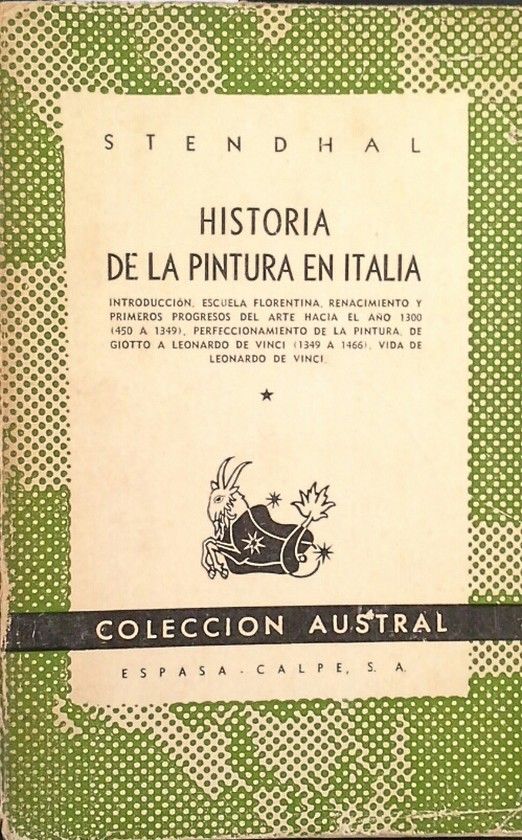 STENDHAL
HISTORIA
DE LA PINTURA EN ITALIA
INTRODUCCIÓN, ESCUELA FLORENTINA, RENACIMIENTO Y
PRIMEROS PROGRESOS DEL ARTE HACIA EL AÑO 1300
(450 A 1349), PERFECCIONAMIENTO DE LA PINTURA, DE
GIOTTO A LEONARDO DE VINCI (1349 A 1466), VIDA DE
LEONARDO DE VINCI.
COLECCION AUSTRAL
ESPASA - CALPE, S. A.